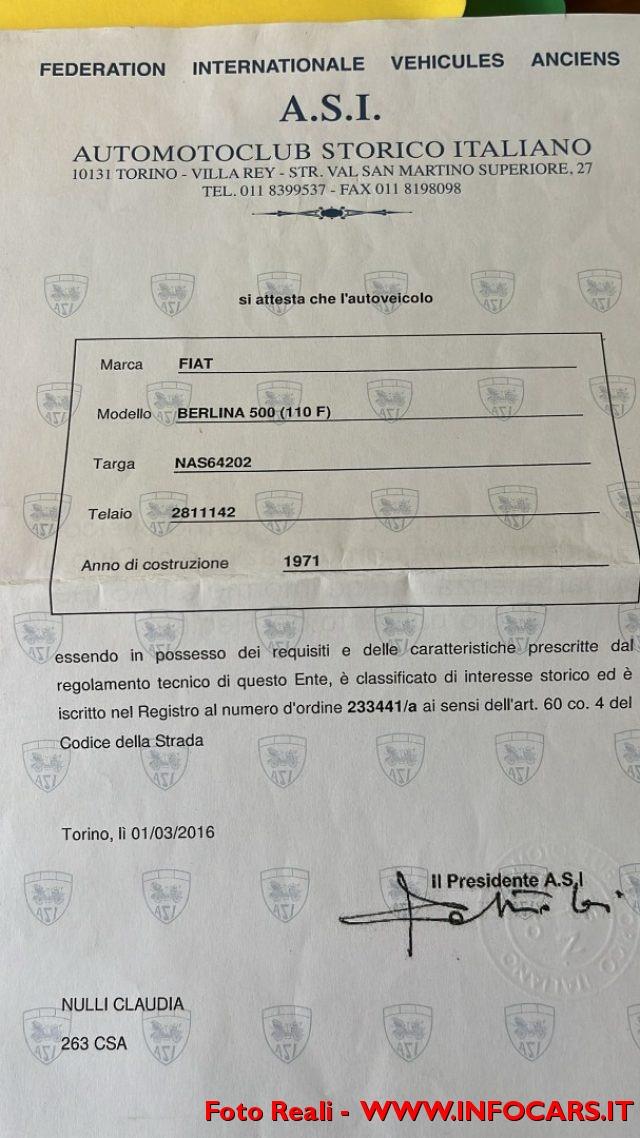 FEDERATION INTERNATIONALE VEHICULES ANCIENS
A.S.I.
AUTOMOTOCLUB STORICO ITALIANO
10131 TORINO - VILLA REY - STR. VAL SAN MARTINO SUPERIORE, 27
TEL. 011 8399537 - FAX 011 8198098
si attesta che l'autoveicolo
Marca FIAT
Modello BERLINA 500 (110 F)
Targa NAS64202
Telaio 2811142
Anno di costruzione 1971
essendo in possesso dei requisiti e delle caratteristiche prescritte dal
regolamento tecnico di questo Ente, è classificato di interesse storico ed è
iscritto nel Registro al numero d'ordine 233441/a ai sensi dell'art. 60 co. 4 del
Codice della Strada
Torino, lì 01/03/2016
Il Presidente A.S.I
NULLI CLAUDIA
263 CSA
Foto Reali - WWW.INFOCARS.IT